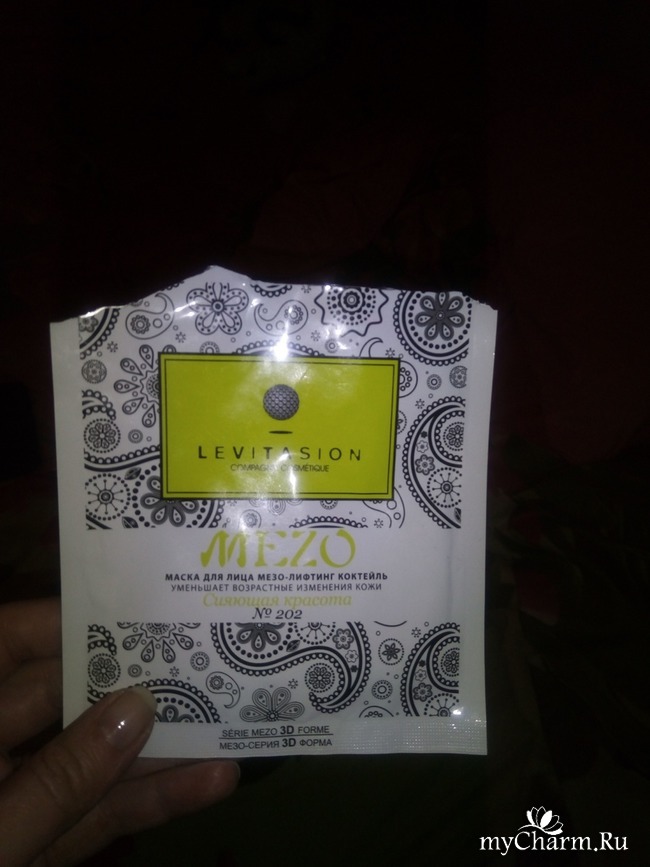 LEVITASION
COMPAGNIE COSMÉTIQUE
MEZO
МАСКА ДЛЯ ЛИЦА МЕЗО-ЛИФТИНГ КОКТЕЙЛЬ
УМЕНЬШАЕТ ВОЗРАСТНЫЕ ИЗМЕНЕНИЯ КОЖИ
Сияющая красота
№ 202
SÉRIE MEZO 3D FORME
МЕЗО-СЕРИЯ 3D ФОРМА
myCharm.Ru